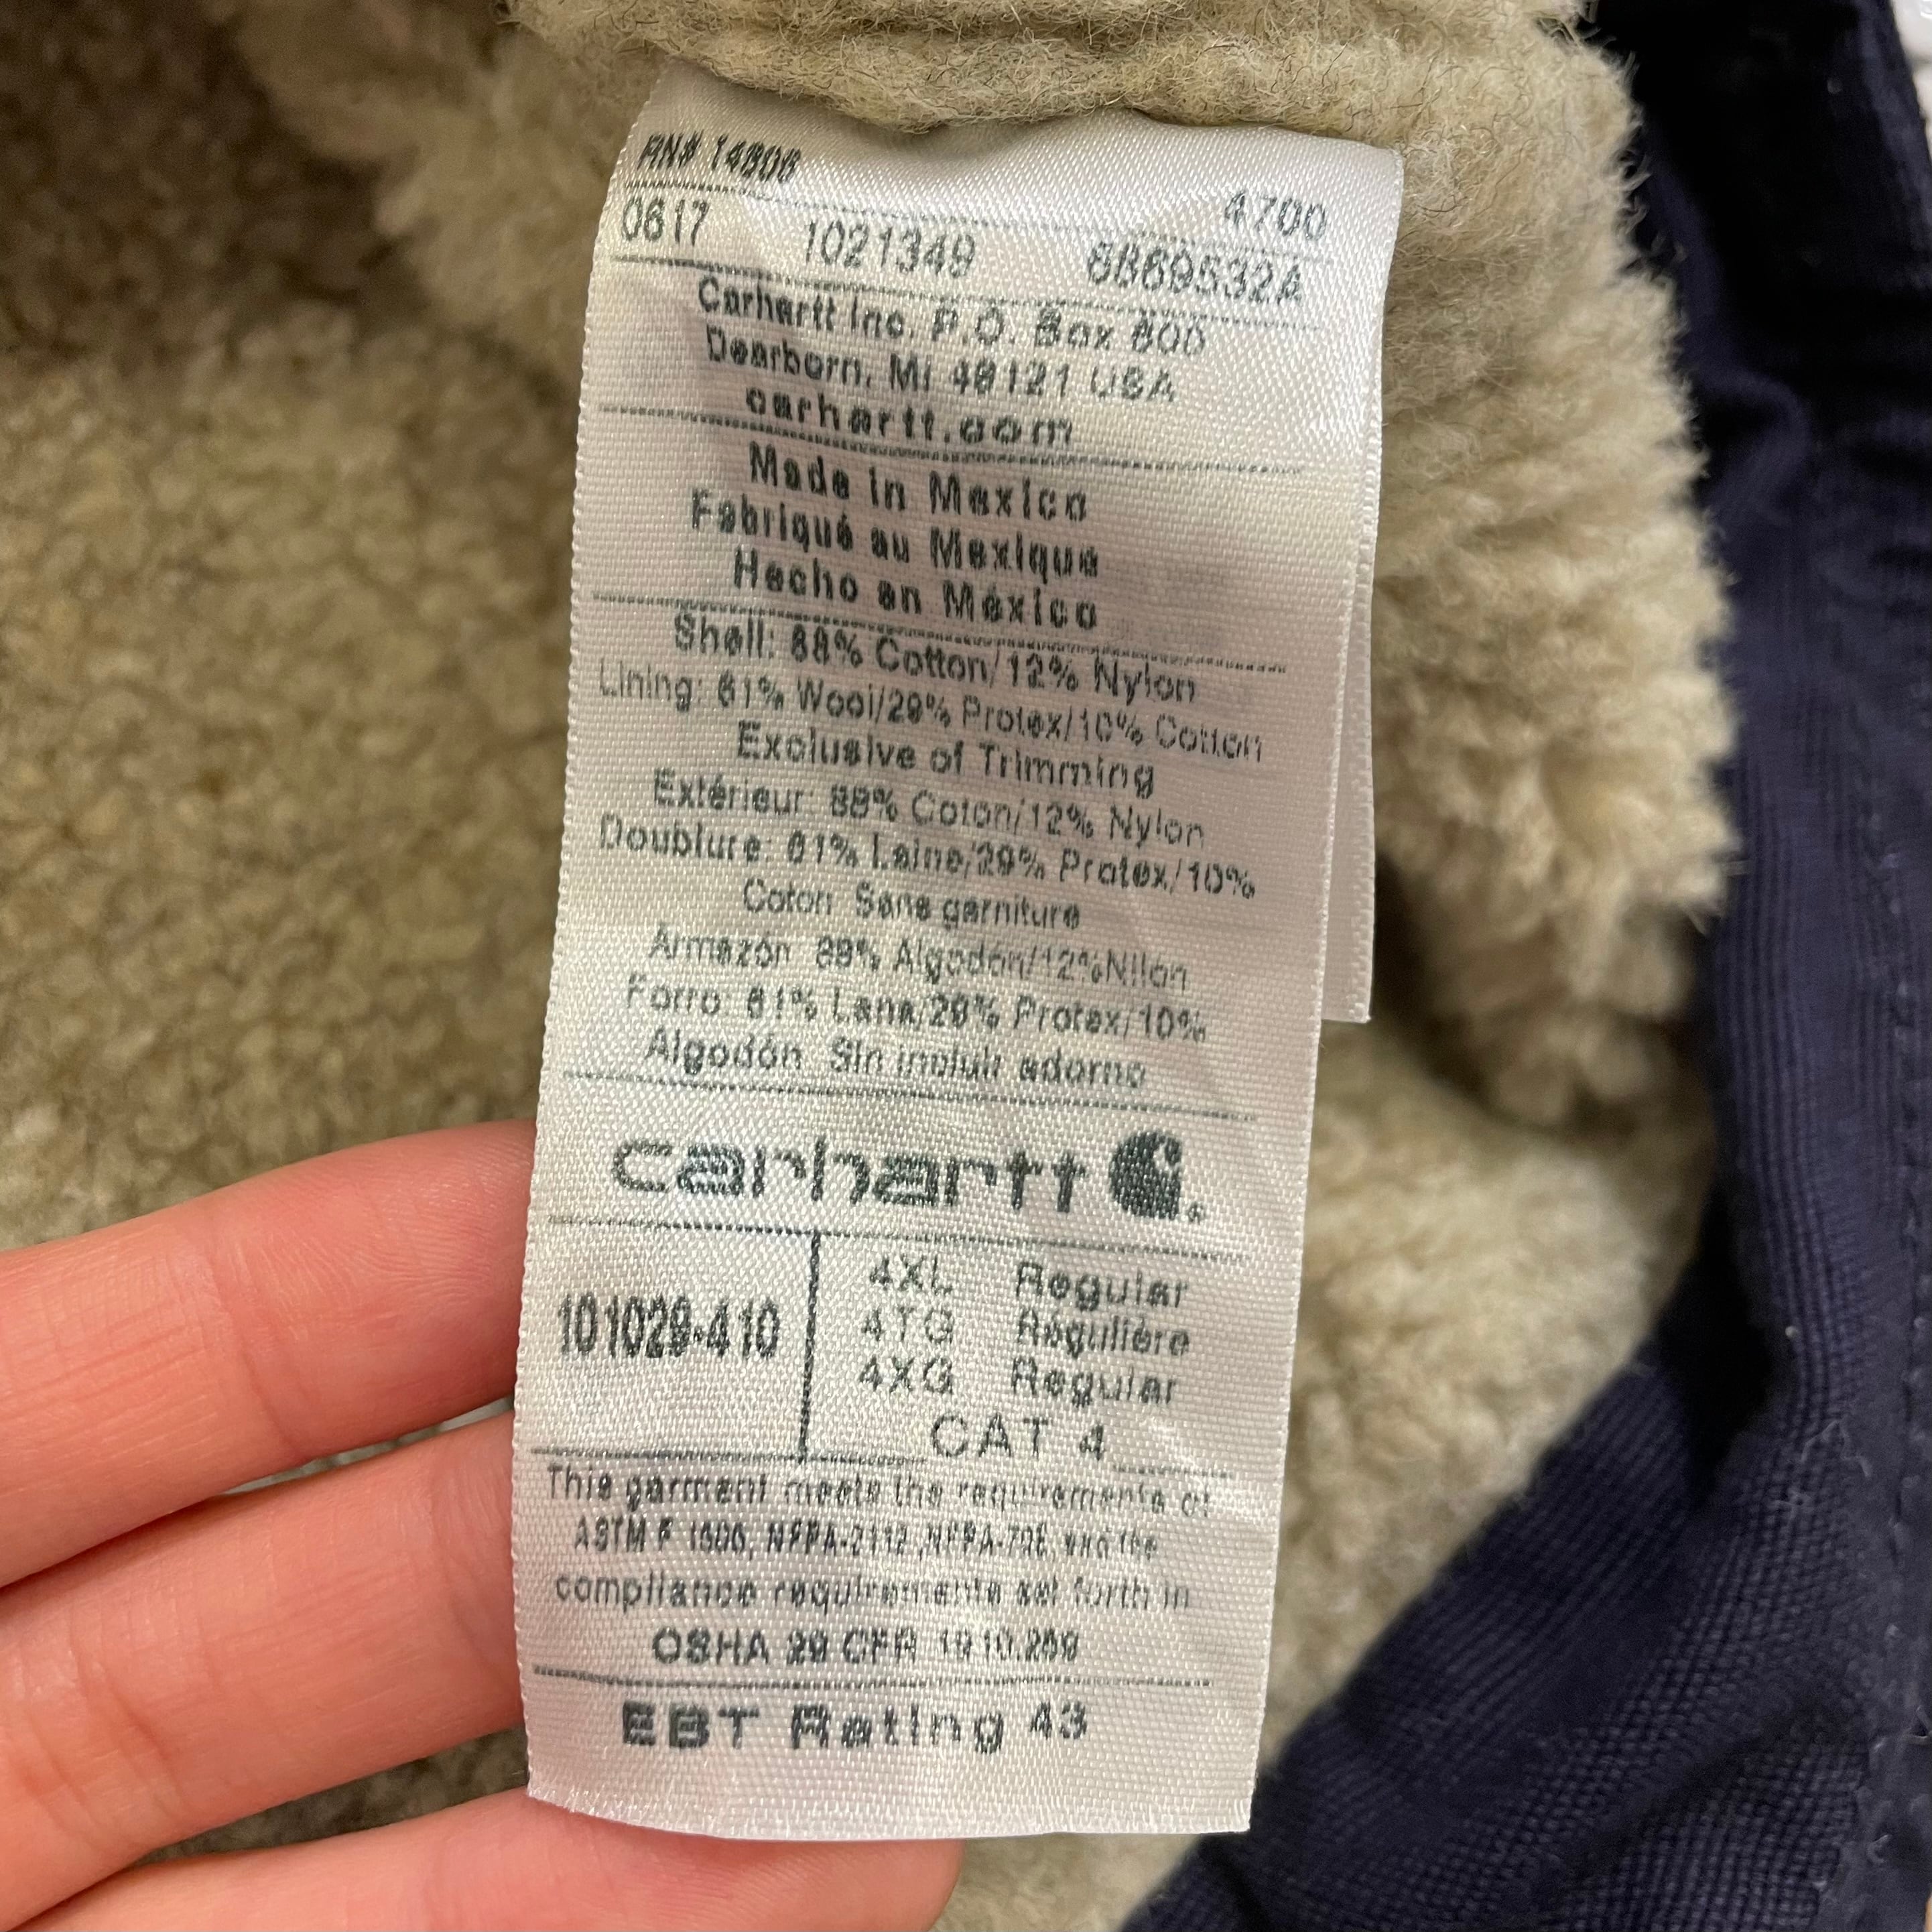 RN# 14806
4700
0617 1021349 6869532A
Carhartt Inc. P.O. Box 600
Dearborn, MI 48121 USA
carhartt.com
Made in Mexico
Fabriqué au Mexique
Hecho en México
Shell: 88% Cotton/12% Nylon
Lining: 61% Wool/29% Protex/10% Cotton
Exclusive of Trimming
Extérieur: 88% Coton/12% Nylon
Doublure: 61% Laine/29% Protex/10%
Coton Sans garniture
Armazón 88% Algodón/12%Nilon
Forro: 61% Lana/29% Protex/10%
Algodón Sin incluir adorno
carhartt
101029-410
4XL Regular
4TG Régulière
4XG Regular
CAT 4
This garment meets the requirements of
ASTM F 1506, NFPA-2112, NFPA-70E, and the
compliance requirements set forth in
OSHA 29 CFR 1910.269
EBT Rating 43